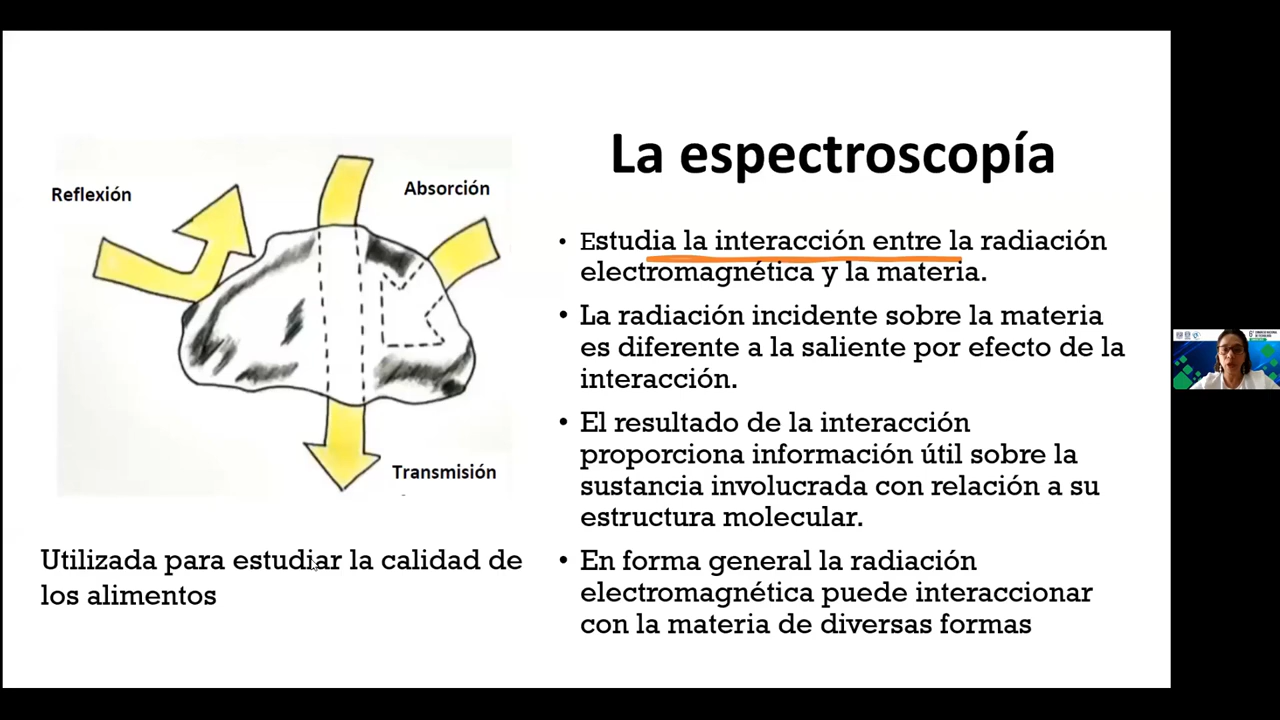 La espectroscopía
Reflexión
Absorción
Transmisión
Utilizada para estudiar la calidad de
los alimentos
• Estudia la interacción entre la radiación
electromagnética y la materia.
• La radiación incidente sobre la materia
es diferente a la saliente por efecto de la
interacción.
• El resultado de la interacción
proporciona información útil sobre la
sustancia involucrada con relación a su
estructura molecular.
• En forma general la radiación
electromagnética puede interaccionar
con la materia de diversas formas